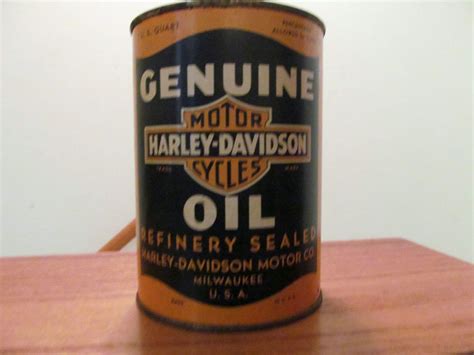 U.S. QUART
GENUINE
MOTOR
HARLEY-DAVIDSON
CYCLES
OIL
REFINERY SEALED
HARLEY-DAVIDSON MOTOR CO.
MILWAUKEE
U.S.A.